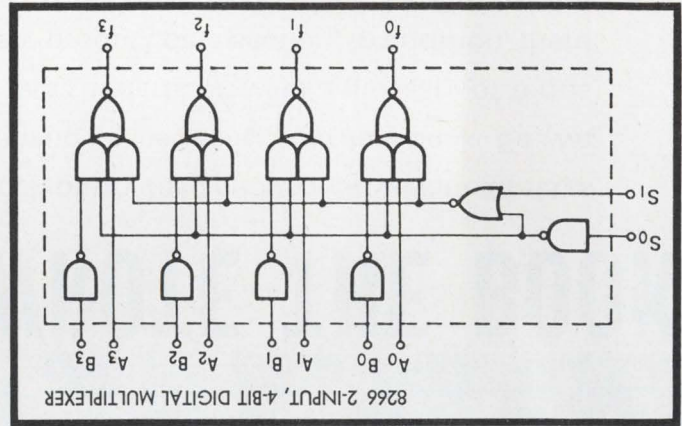 8266 2-INPUT, 4-BIT DIGITAL MULTIPLEXER
A0 B0 A1 B1 A2 B2 A3 B3
S0
S1
f0 f1 f2 f3